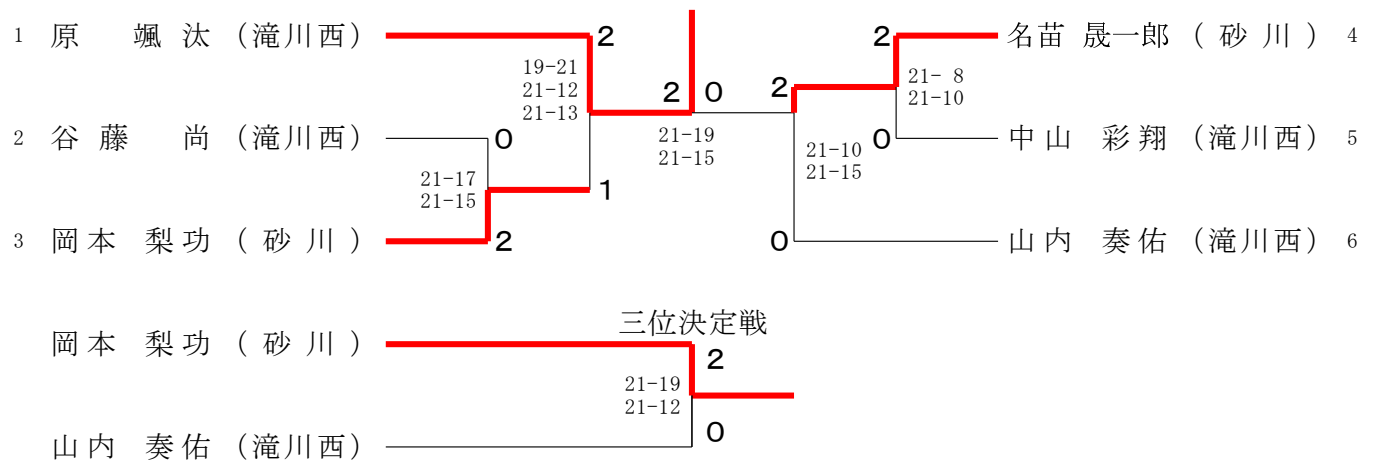 1 原 颯汰 (滝川西) 2 2 名苗 晟一郎 ( 砂川 ) 4
19-21 21- 8
21-12 2 0 2 21-10
21-13
2 谷藤 尚 (滝川西) 0 21-19 21-10 0 中山 彩翔 (滝川西) 5
21-15 21-15
21-17
21-15 1
3 岡本 梨功 ( 砂川 ) 2 0 山内 奏佑 (滝川西) 6
三位決定戦
岡本 梨功 ( 砂川 ) 2
21-19
21-12
山内 奏佑 (滝川西) 0